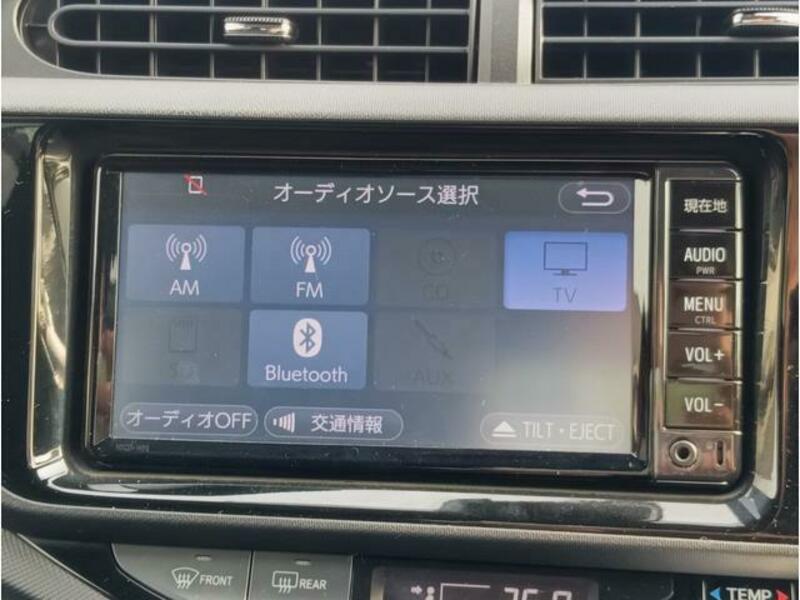 オーディオソース選択
現在地
AM
FM
CD
TV
AUDIO
PWR
MENU
CTRL
SD
Bluetooth
AUX
VOL+
VOL-
オーディオOFF
交通情報
TILT・EJECT
FRONT
REAR
TEMP